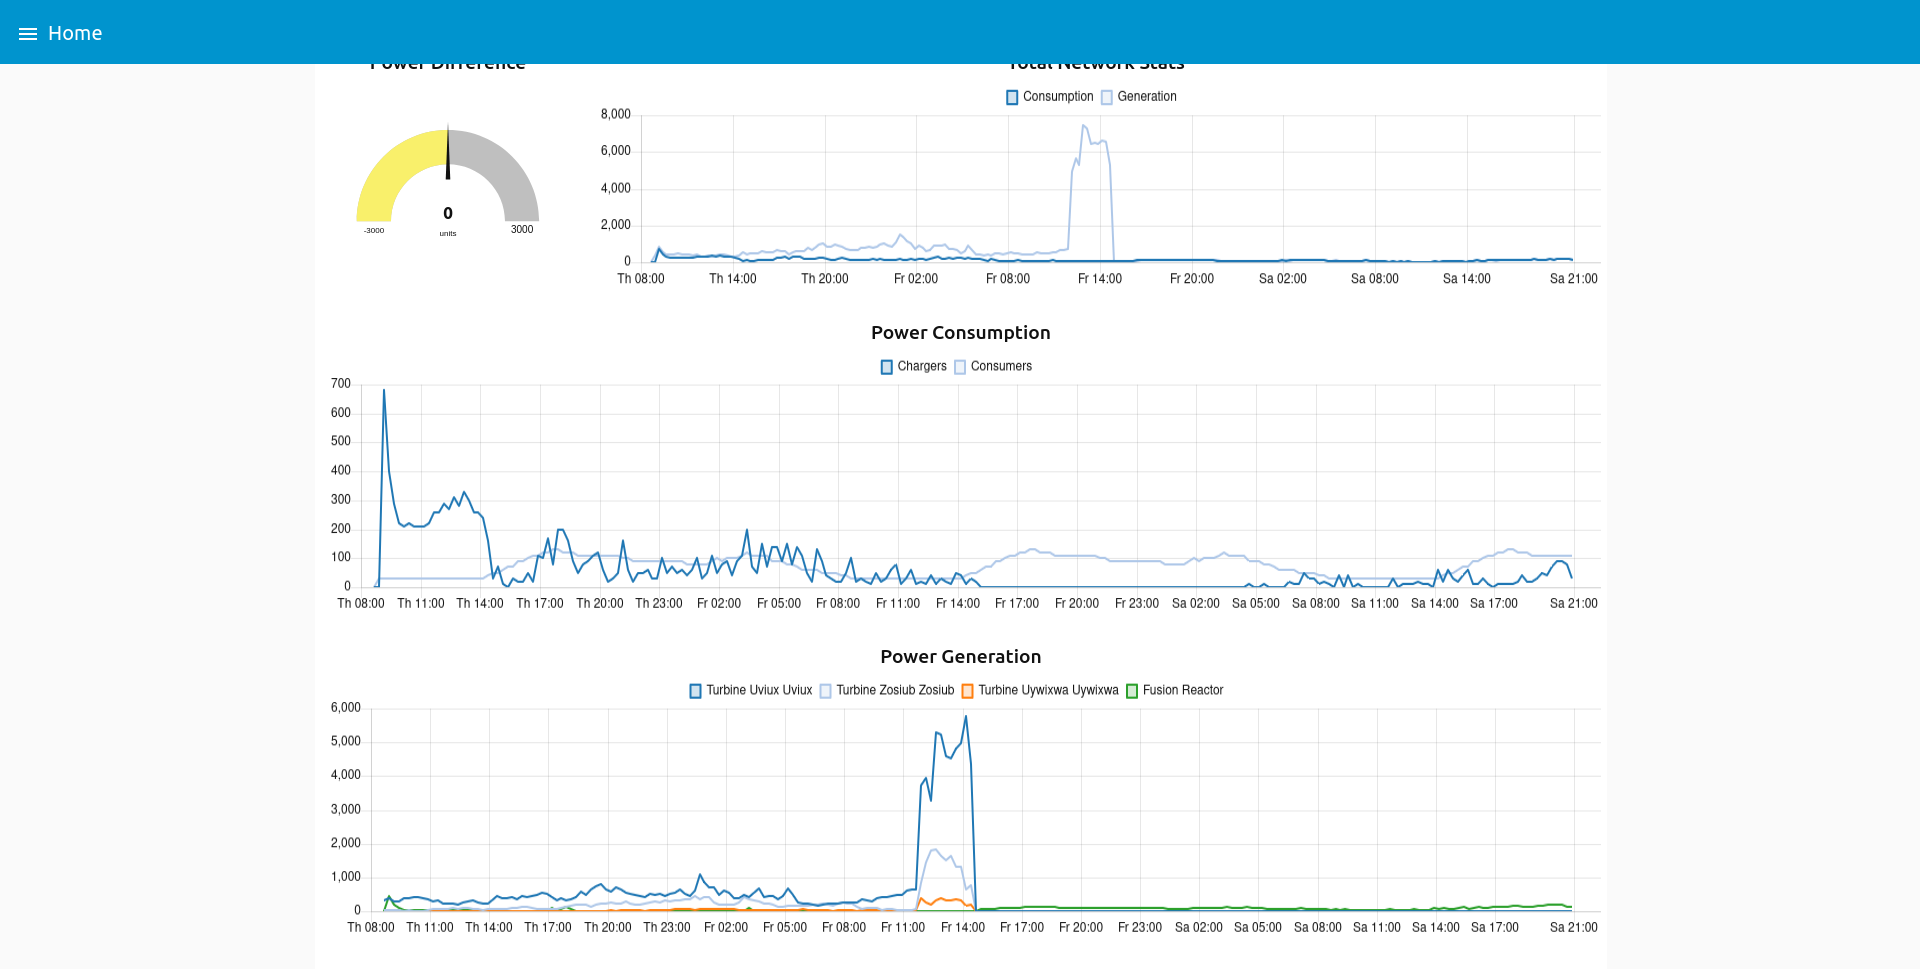 Home
Power Difference
Total Network Stats
Consumption Generation
8,000
6,000
4,000
2,000
0
Th 08:00 Th 14:00 Th 20:00 Fr 02:00 Fr 08:00 Fr 14:00 Fr 20:00 Sa 02:00 Sa 08:00 Sa 14:00 Sa 21:00
0
-3000 units 3000
Power Consumption
Chargers Consumers
700
600
500
400
300
200
100
0
Th 08:00 Th 11:00 Th 14:00 Th 17:00 Th 20:00 Th 23:00 Fr 02:00 Fr 05:00 Fr 08:00 Fr 11:00 Fr 14:00 Fr 17:00 Fr 20:00 Fr 23:00 Sa 02:00 Sa 05:00 Sa 08:00 Sa 11:00 Sa 14:00 Sa 17:00 Sa 21:00
Power Generation
Turbine Uviux Uviux Turbine Zosiub Zosiub Turbine Uywixwa Uywixwa Fusion Reactor
6,000
5,000
4,000
3,000
2,000
1,000
0
Th 08:00 Th 11:00 Th 14:00 Th 17:00 Th 20:00 Th 23:00 Fr 02:00 Fr 05:00 Fr 08:00 Fr 11:00 Fr 14:00 Fr 17:00 Fr 20:00 Fr 23:00 Sa 02:00 Sa 05:00 Sa 08:00 Sa 11:00 Sa 14:00 Sa 17:00 Sa 21:00